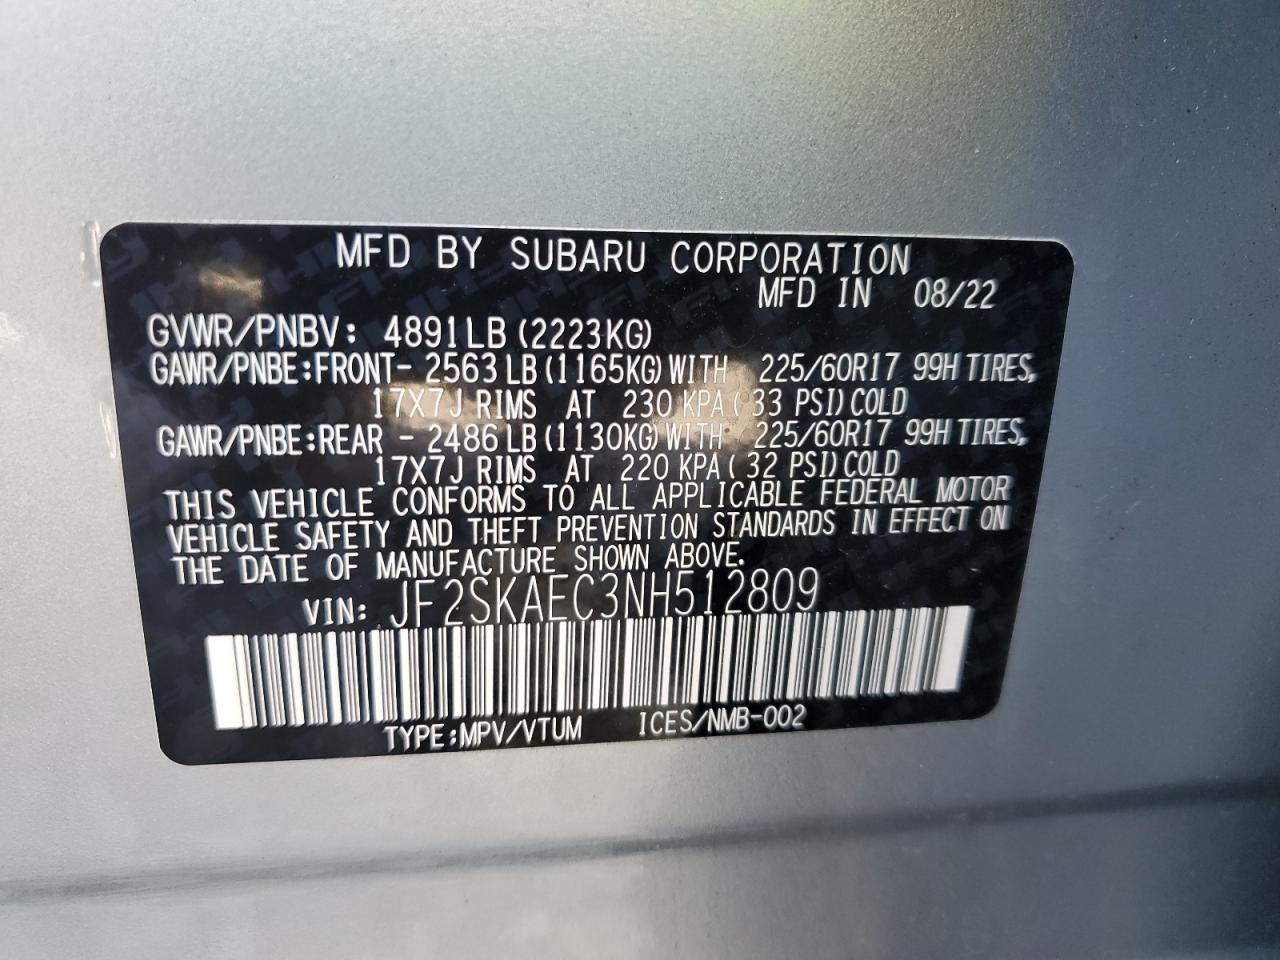 MFD BY SUBARU CORPORATION
MFD IN 08/22
GVWR/PNBV: 4891LB (2223KG)
GAWR/PNBE:FRONT- 2563LB (1165KG) WITH 225/60R17 99H TIRES,
17X7J RIMS AT 230 KPA ( 33 PSI) COLD
GAWR/PNBE:REAR - 2486LB (1130KG) WITH 225/60R17 99H TIRES,
17X7J RIMS AT 220 KPA ( 32 PSI) COLD
THIS VEHICLE CONFORMS TO ALL APPLICABLE FEDERAL MOTOR
VEHICLE SAFETY AND THEFT PREVENTION STANDARDS IN EFFECT ON
THE DATE OF MANUFACTURE SHOWN ABOVE.
VIN: JF2SKAEC3NH512809
TYPE:MPV/VTUM ICES/NMB-002